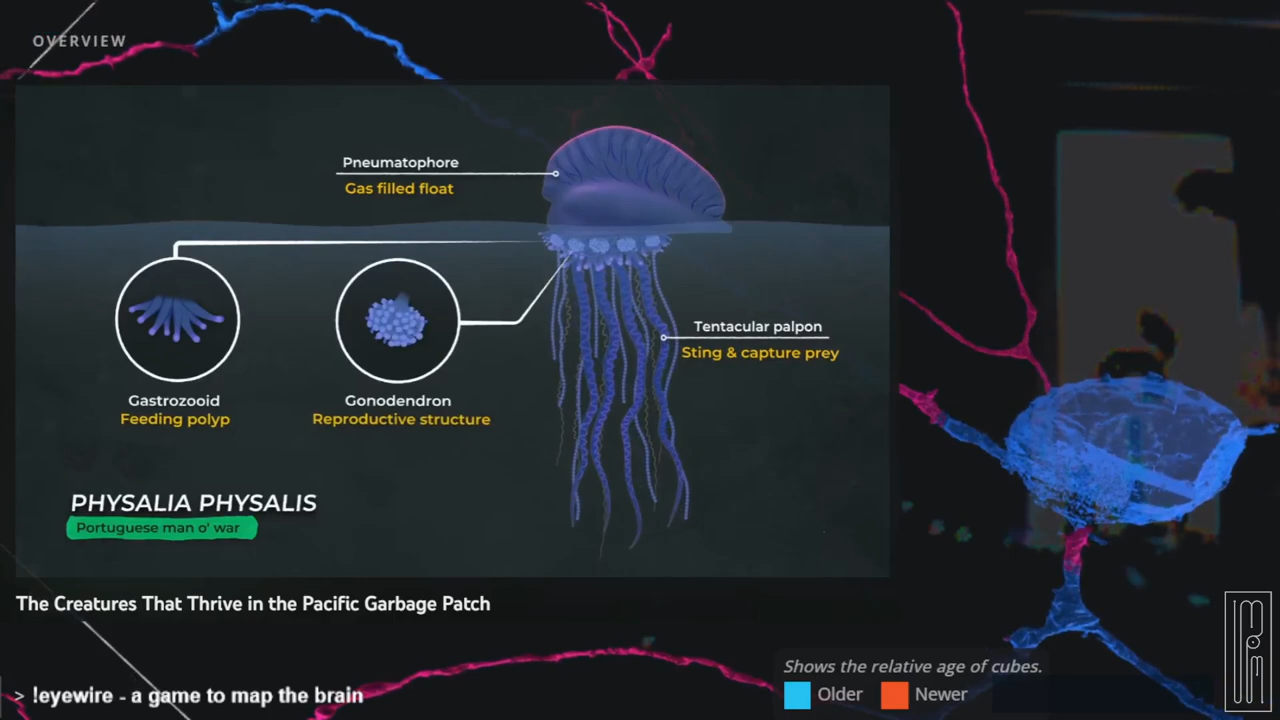 OVERVIEW
Pneumatophore
Gas filled float
Tentacular palpon
Sting & capture prey
Gastrozooid
Feeding polyp
Gonodendron
Reproductive structure
PHYSALIA PHYSALIS
Portuguese man o' war
The Creatures That Thrive in the Pacific Garbage Patch
Shows the relative age of cubes.
Older
Newer
> !eyewire - a game to map the brain